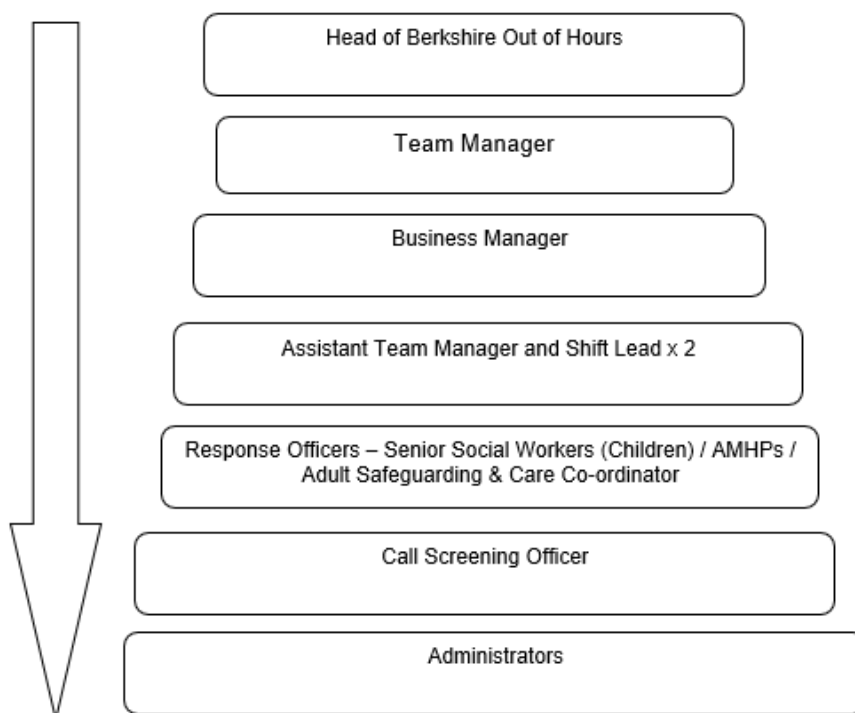 Head of Berkshire Out of Hours
Team Manager
Business Manager
Assistant Team Manager and Shift Lead x 2
Response Officers – Senior Social Workers (Children) / AMHPs /
Adult Safeguarding & Care Co-ordinator
Call Screening Officer
Administrators